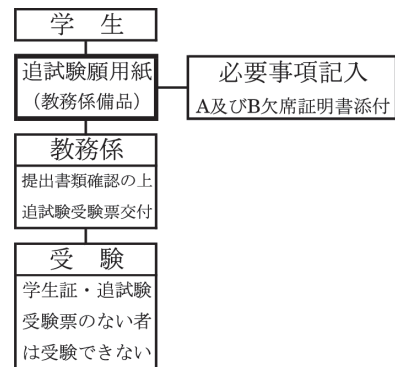 学　生
追試験願用紙
（教務係備品）
必要事項記入
A及びB欠席証明書添付
教務係
提出書類確認の上
追試験受験票交付
受　験
学生証・追試験
受験票のない者
は受験できない